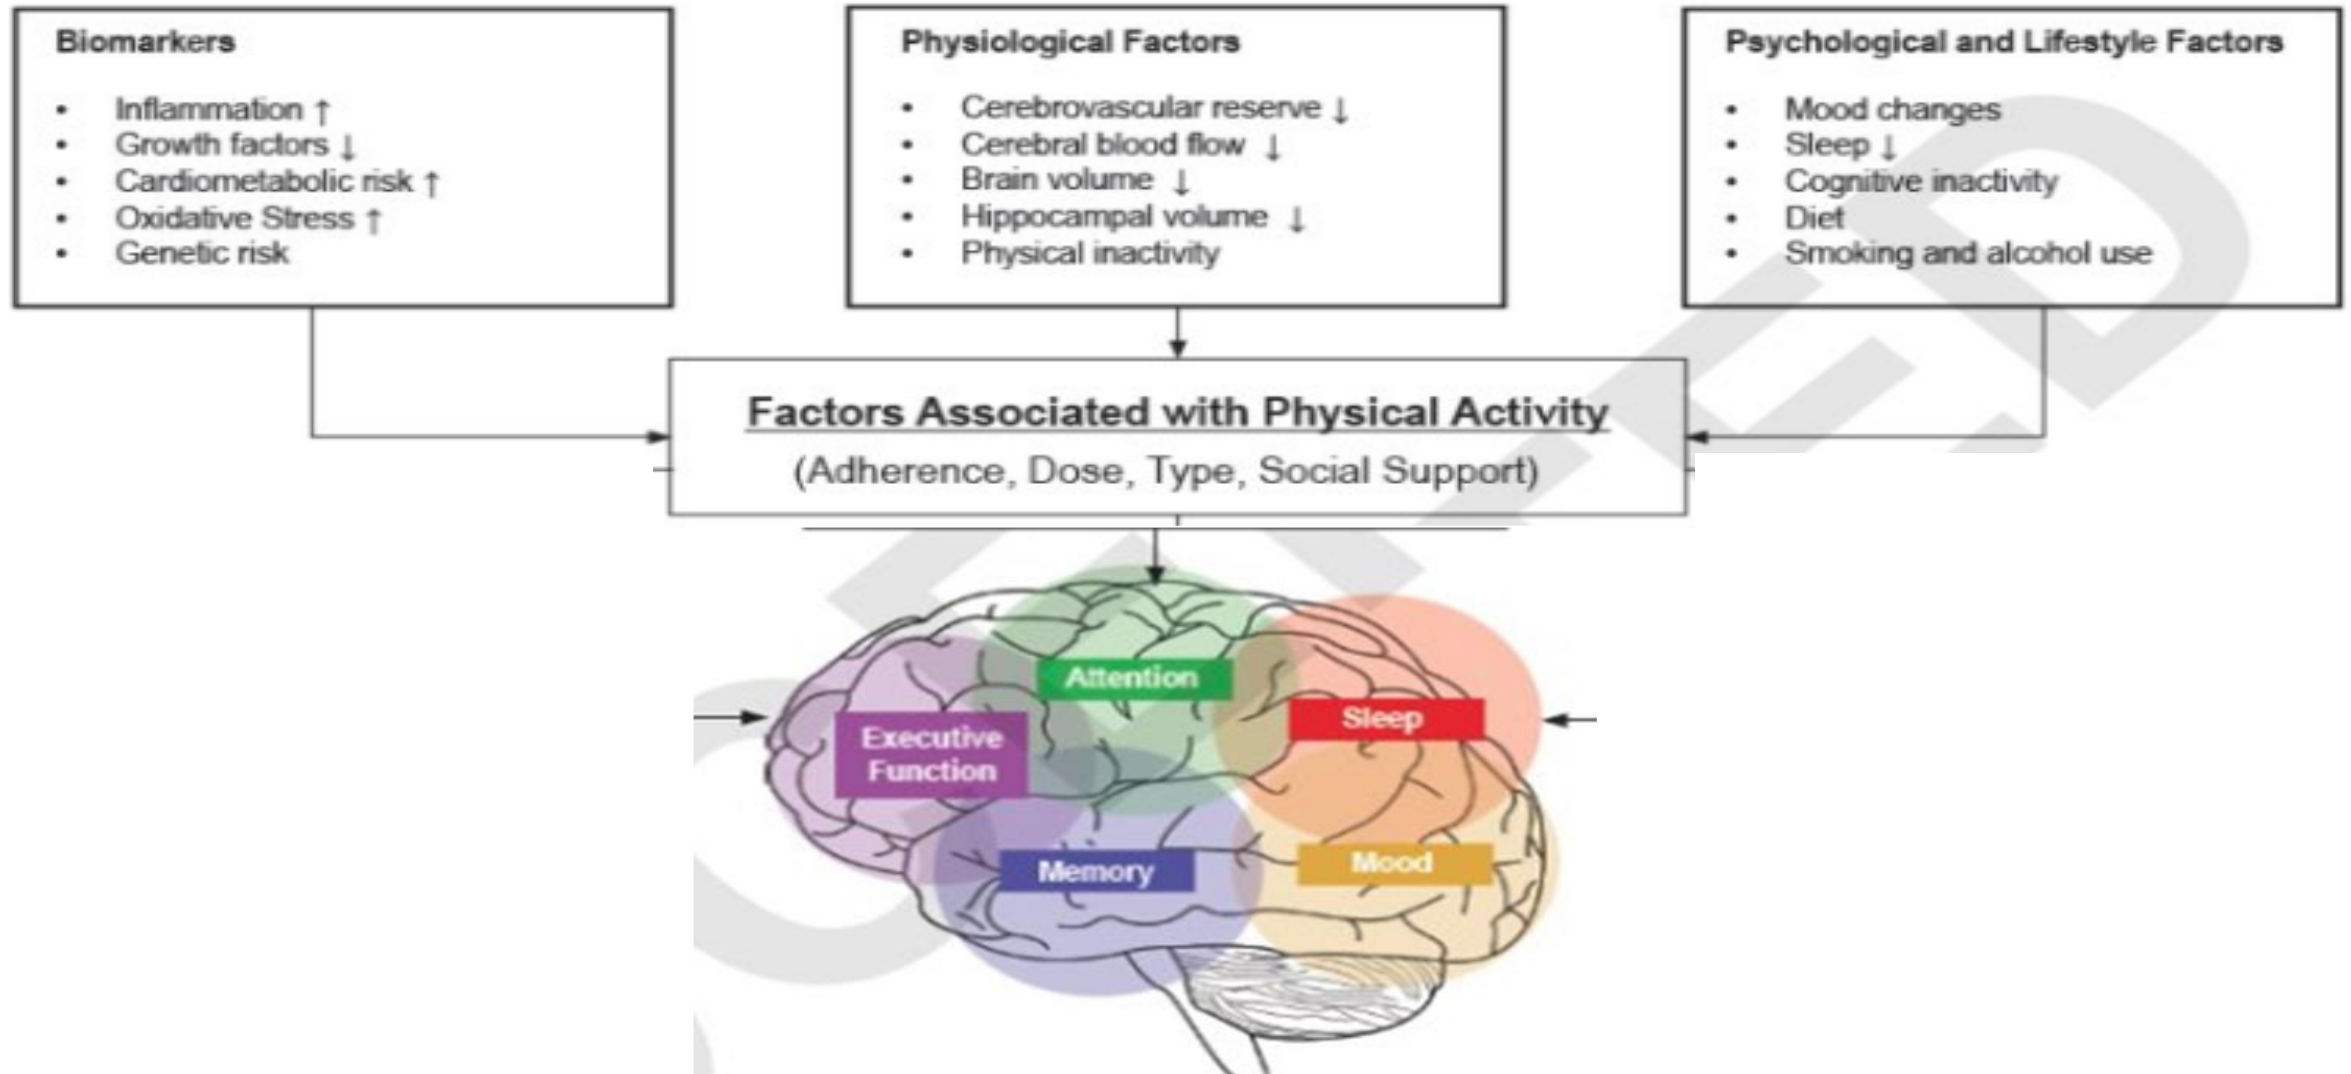 Biomarkers
• Inflammation ↑
• Growth factors ↓
• Cardiometabolic risk ↑
• Oxidative Stress ↑
• Genetic risk
Physiological Factors
• Cerebrovascular reserve ↓
• Cerebral blood flow ↓
• Brain volume ↓
• Hippocampal volume ↓
• Physical inactivity
Psychological and Lifestyle Factors
• Mood changes
• Sleep ↓
• Cognitive inactivity
• Diet
• Smoking and alcohol use
Factors Associated with Physical Activity
(Adherence, Dose, Type, Social Support)
Attention
Sleep
Executive
Function
Memory
Mood